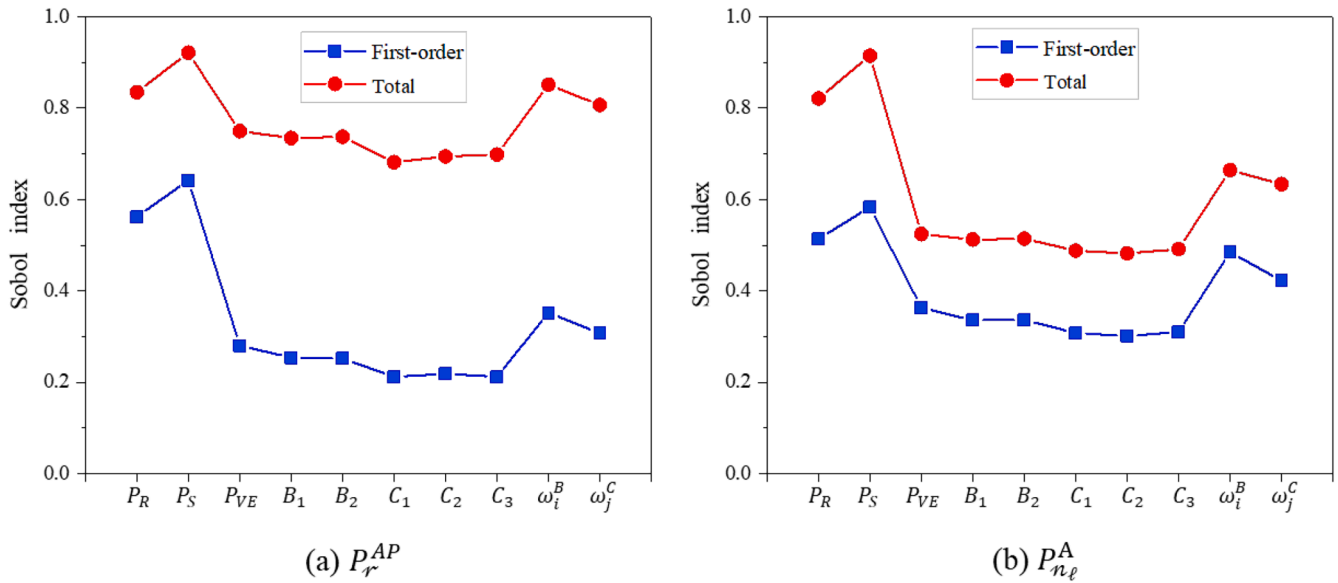 1.0
0.8
0.6
0.4
0.2
0.0
Sobol index
First-order
Total
P_R P_S P_VE B_1 B_2 C_1 C_2 C_3 ω_i^B ω_j^C
(a) P_r^AP
1.0
0.8
0.6
0.4
0.2
0.0
Sobol index
First-order
Total
P_R P_S P_VE B_1 B_2 C_1 C_2 C_3 ω_i^B ω_j^C
(b) P_{n_ℓ}^A